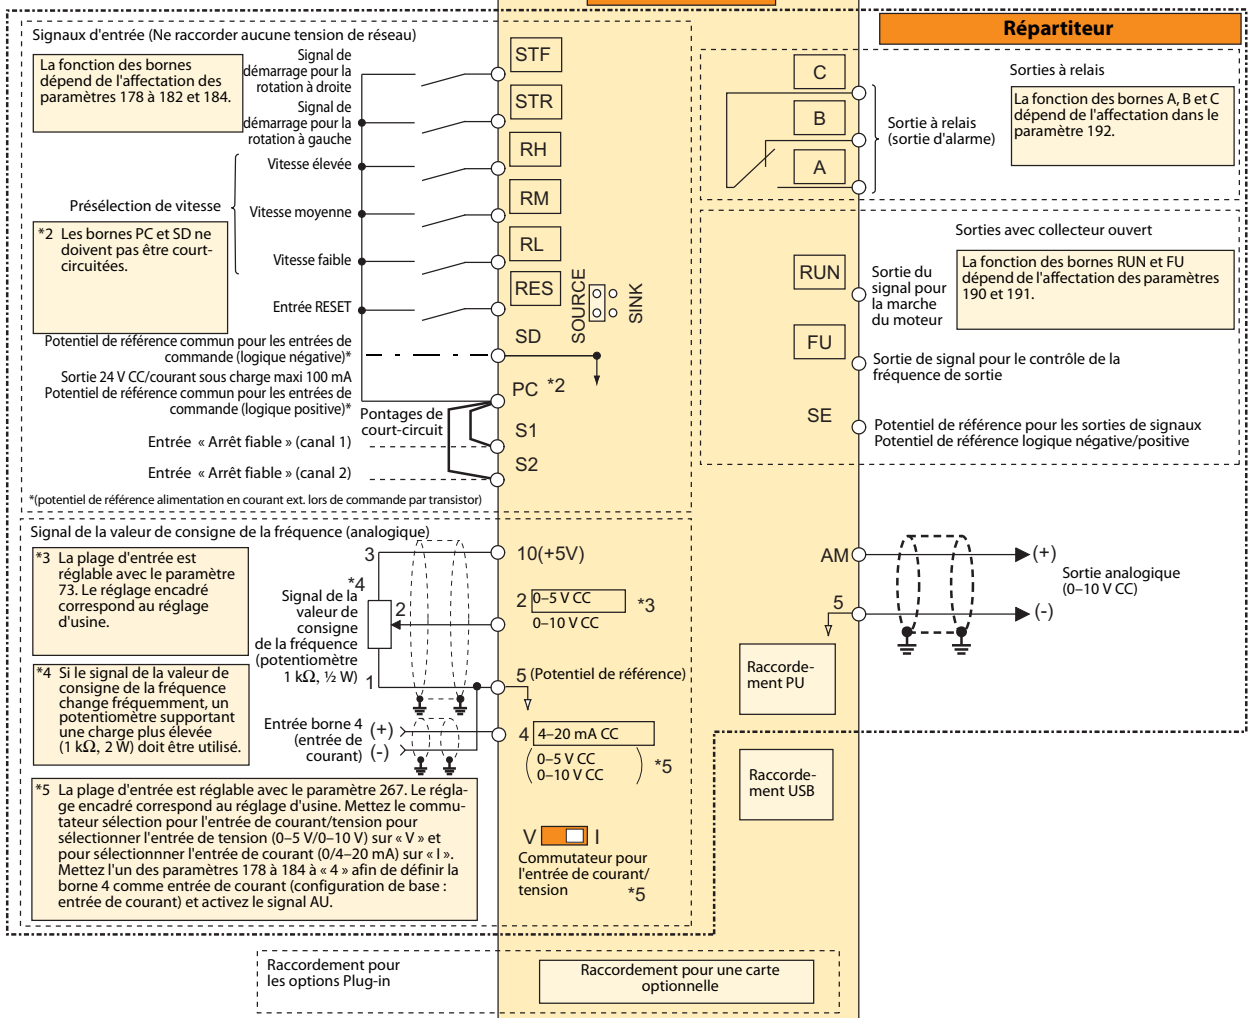 Répartiteur
Signaux d'entrée (Ne raccorder aucune tension de réseau)
La fonction des bornes
dépend de l'affectation des
paramètres 178 à 182 et 184.
Signal de
démarrage pour la
rotation à droite
STF
Signal de
démarrage pour la
rotation à gauche
STR
Vitesse élevée
RH
Présélection de vitesse
Vitesse moyenne
RM
*2 Les bornes PC et SD ne
doivent pas être court-
circuitées.
Vitesse faible
RL
Entrée RESET
RES
SOURCE
SINK
Potentiel de référence commun pour les entrées de
commande (logique négative)*
SD
Sortie 24 V CC/courant sous charge maxi 100 mA
Potentiel de référence commun pour les entrées de
commande (logique positive)*
PC *2
Pontages de
court-circuit
Entrée « Arrêt fiable » (canal 1)
S1
Entrée « Arrêt fiable » (canal 2)
S2
*(potentiel de référence alimentation en courant ext. lors de commande par transistor)
C
B
A
Sortie à relais
(sortie d'alarme)
Sorties à relais
La fonction des bornes A, B et C
dépend de l'affectation dans le
paramètre 192.
Sorties avec collecteur ouvert
La fonction des bornes RUN et FU
dépend de l'affectation des paramètres
190 et 191.
RUN
Sortie du
signal pour
la marche
du moteur
FU
Sortie de signal pour le contrôle de la
fréquence de sortie
SE
Potentiel de référence pour les sorties de signaux
Potentiel de référence logique négative/positive
Signal de la valeur de consigne de la fréquence (analogique)
*3 La plage d'entrée est
réglable avec le paramètre
73. Le réglage encadré
correspond au réglage
d'usine.
*4 Si le signal de la valeur de
consigne de la fréquence
change fréquemment, un
potentiomètre supportant
une charge plus élevée
(1 kΩ, 2 W) doit être utilisé.
3
*4
2
1
Signal de la
valeur de
consigne
de la fréquence
(potentiomètre
1 kΩ, ½ W)
10(+5V)
2 0–5 V CC *3
0–10 V CC
5 (Potentiel de référence)
Entrée borne 4
(entrée de
courant)
(+)
(-)
4 4–20 mA CC
0–5 V CC
0–10 V CC
*5
*5 La plage d'entrée est réglable avec le paramètre 267. Le régla-
ge encadré correspond au réglage d'usine. Mettez le commu-
tateur sélection pour l'entrée de courant/tension pour
sélectionner l'entrée de tension (0–5 V/0–10 V) sur « V » et
pour sélectionnner l'entrée de courant (0/4–20 mA) sur « I ».
Mettez l'un des paramètres 178 à 184 à « 4 » afin de définir la
borne 4 comme entrée de courant (configuration de base :
entrée de courant) et activez le signal AU.
V I
Commutateur pour
l'entrée de courant/
tension *5
AM
(+)
Sortie analogique
(0–10 V CC)
5
(-)
Raccorde-
ment PU
Raccorde-
ment USB
Raccordement pour
les options Plug-in
Raccordement pour une carte
optionnelle